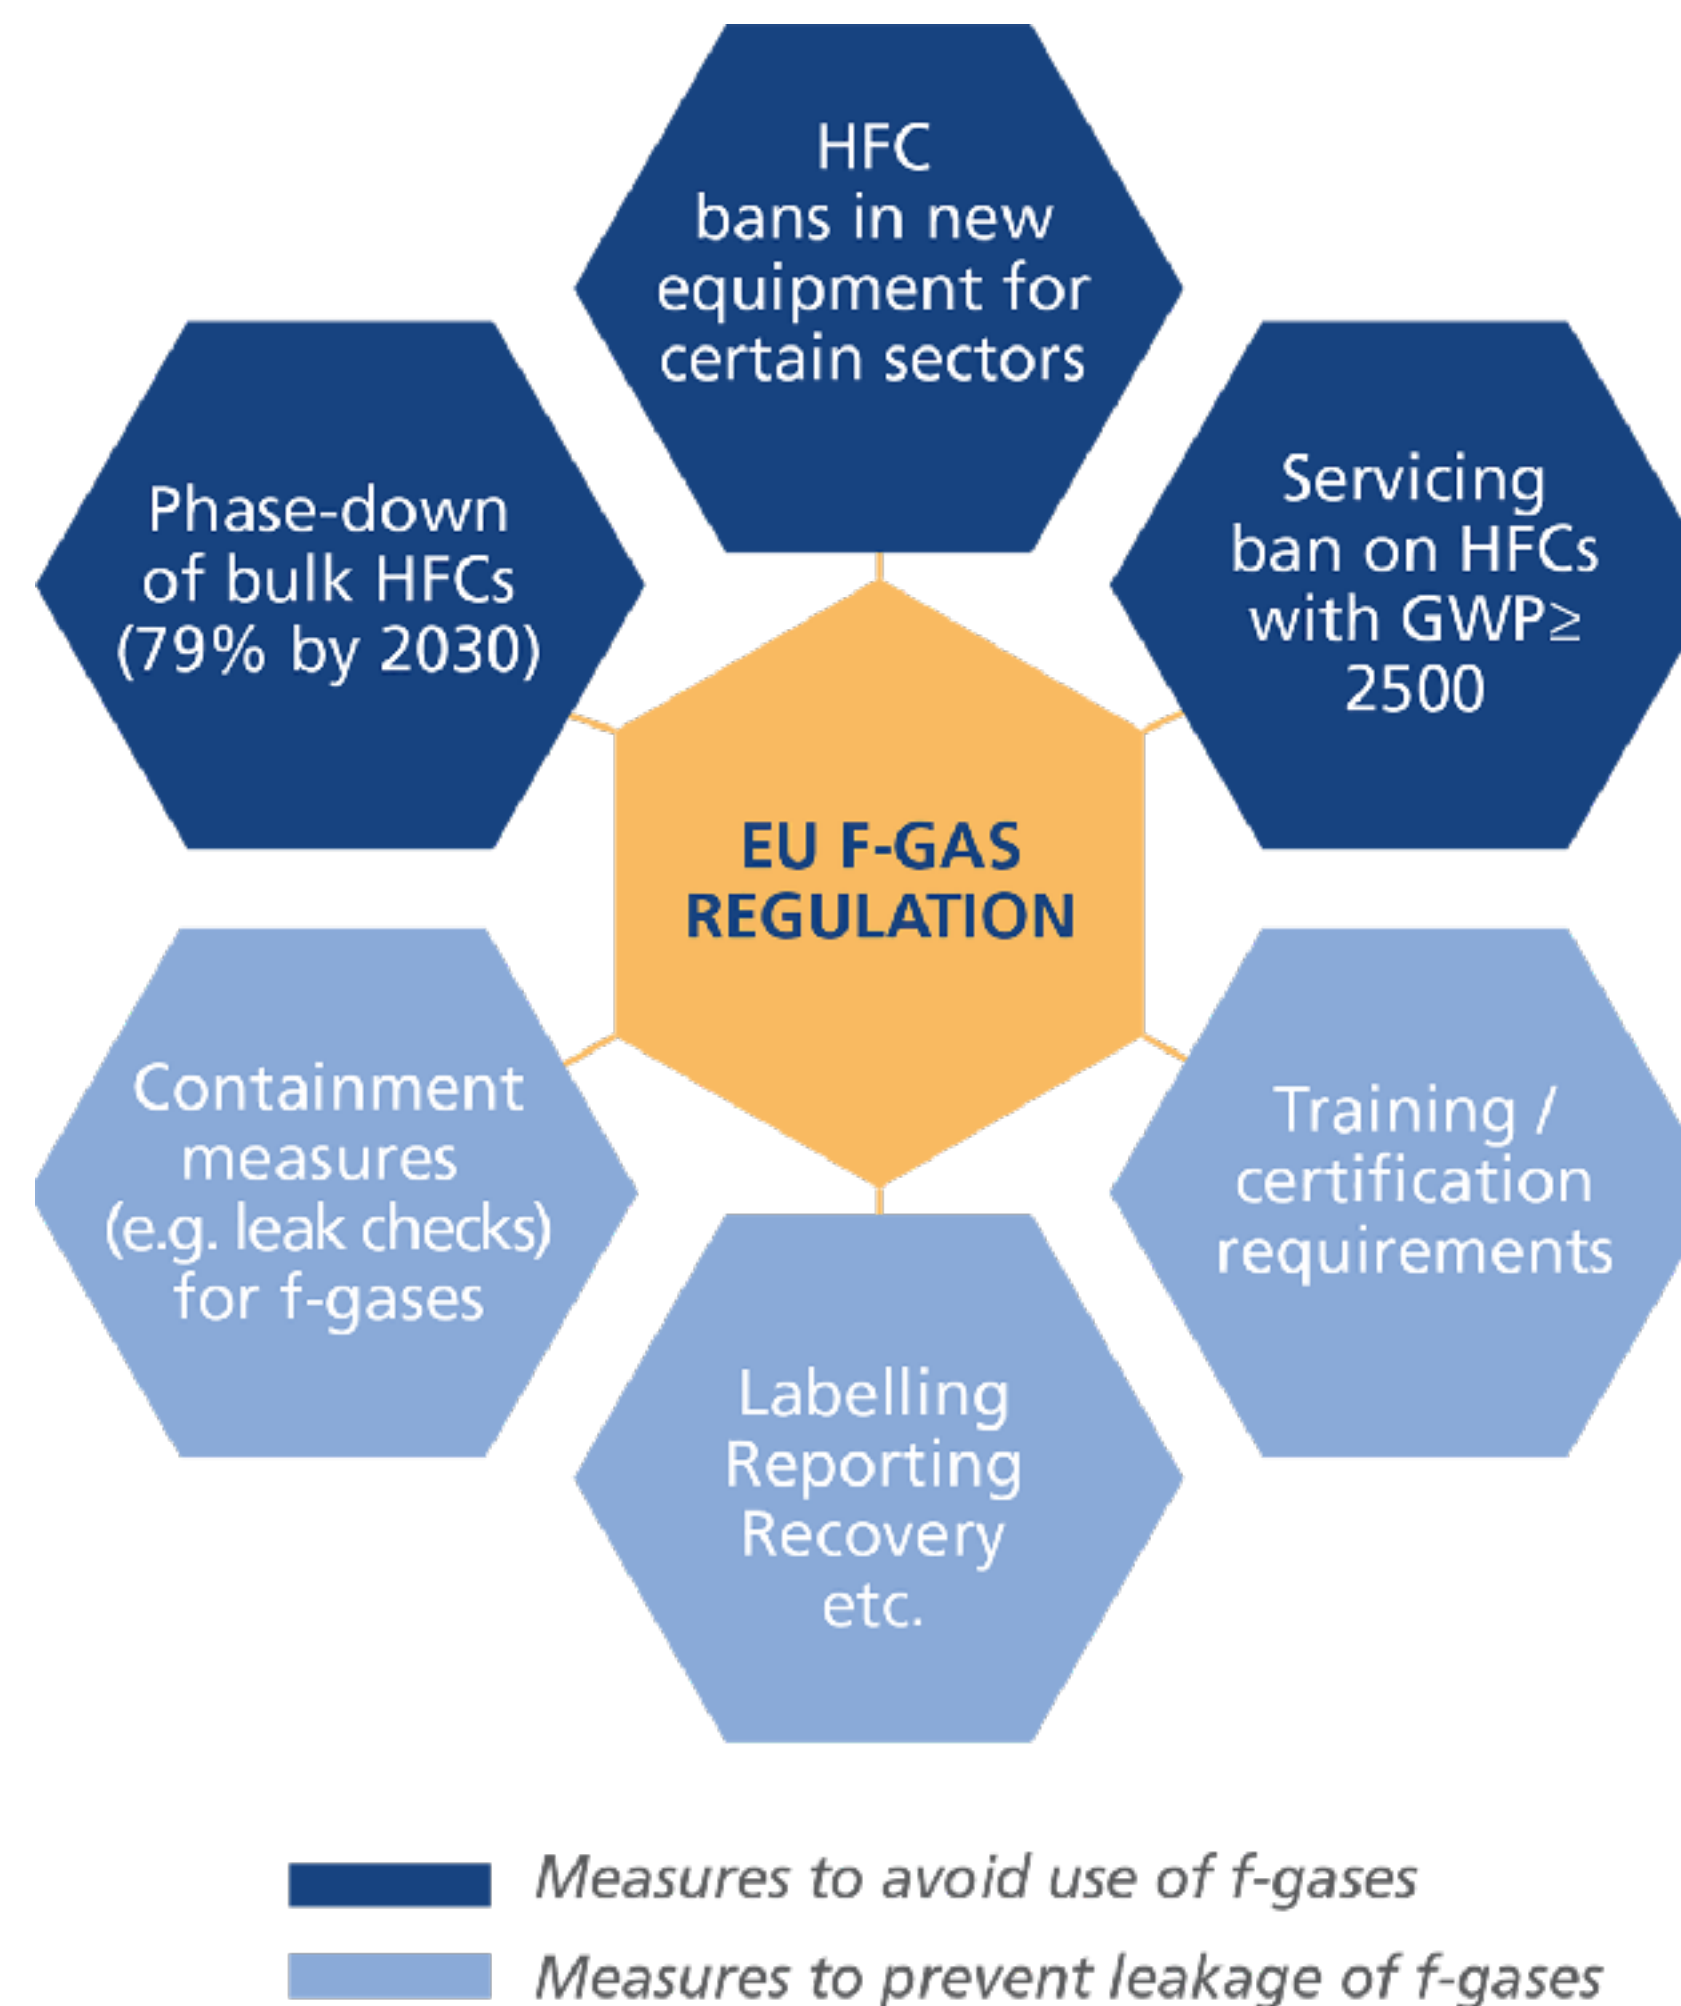 HFC
bans in new
equipment for
certain sectors
Phase-down
of bulk HFCs
(79% by 2030)
Servicing
ban on HFCs
with GWP≥
2500
EU F-GAS
REGULATION
Containment
measures
(e.g. leak checks)
for f-gases
Training /
certification
requirements
Labelling
Reporting
Recovery
etc.
Measures to avoid use of f-gases
Measures to prevent leakage of f-gases